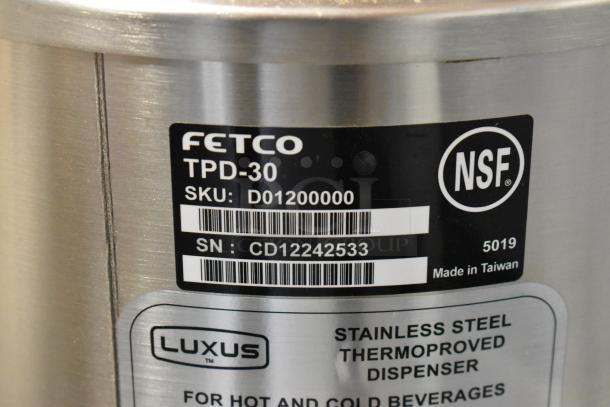 FETCO
TPD-30
SKU: D01200000
SN : CD12242533
NSF®
5019
Made in Taiwan
LUXUS™
STAINLESS STEEL
THERMOPROVED
DISPENSER
FOR HOT AND COLD BEVERAGES